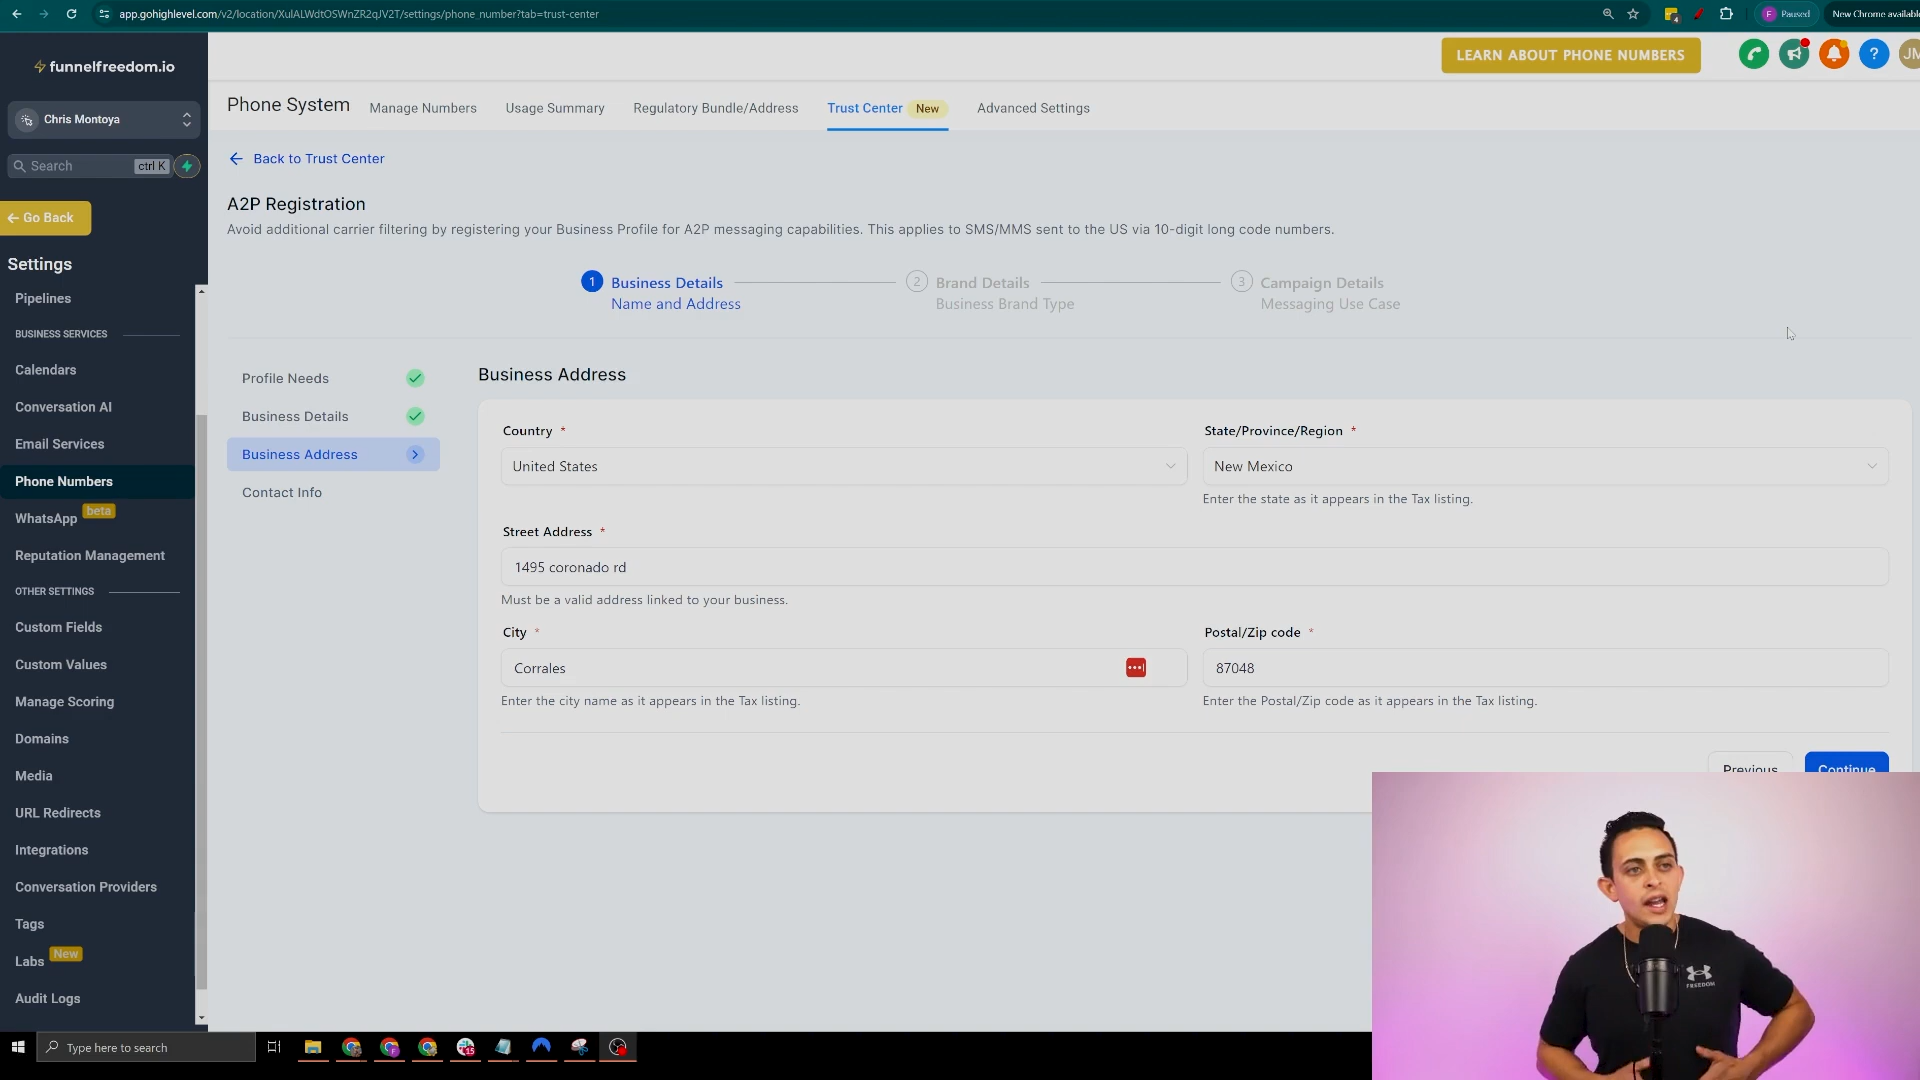 app.gohighlevel.com/v2/location/XulALWdtOSWnZR2qJV2T/settings/phone_number?tab=trust-center
4
F Paused
New Chrome available
funnelfreedom.io
LEARN ABOUT PHONE NUMBERS
?
JM
Chris Montoya
Phone System
Manage Numbers
Usage Summary
Regulatory Bundle/Address
Trust Center New
Advanced Settings
Search ctrl K
Back to Trust Center
Go Back
A2P Registration
Avoid additional carrier filtering by registering your Business Profile for A2P messaging capabilities. This applies to SMS/MMS sent to the US via 10-digit long code numbers.
1 Business Details
Name and Address
2 Brand Details
Business Brand Type
3 Campaign Details
Messaging Use Case
Settings
Pipelines
BUSINESS SERVICES
Calendars
Conversation AI
Email Services
Phone Numbers
WhatsApp beta
Reputation Management
OTHER SETTINGS
Custom Fields
Custom Values
Manage Scoring
Domains
Media
URL Redirects
Integrations
Conversation Providers
Tags
Labs New
Audit Logs
Profile Needs
Business Details
Business Address
Contact Info
Business Address
Country *
State/Province/Region *
United States
New Mexico
Enter the state as it appears in the Tax listing.
Street Address *
1495 coronado rd
Must be a valid address linked to your business.
City *
Postal/Zip code *
Corrales
87048
Enter the city name as it appears in the Tax listing.
Enter the Postal/Zip code as it appears in the Tax listing.
Previous
Continue
FREEDOM
Type here to search
15